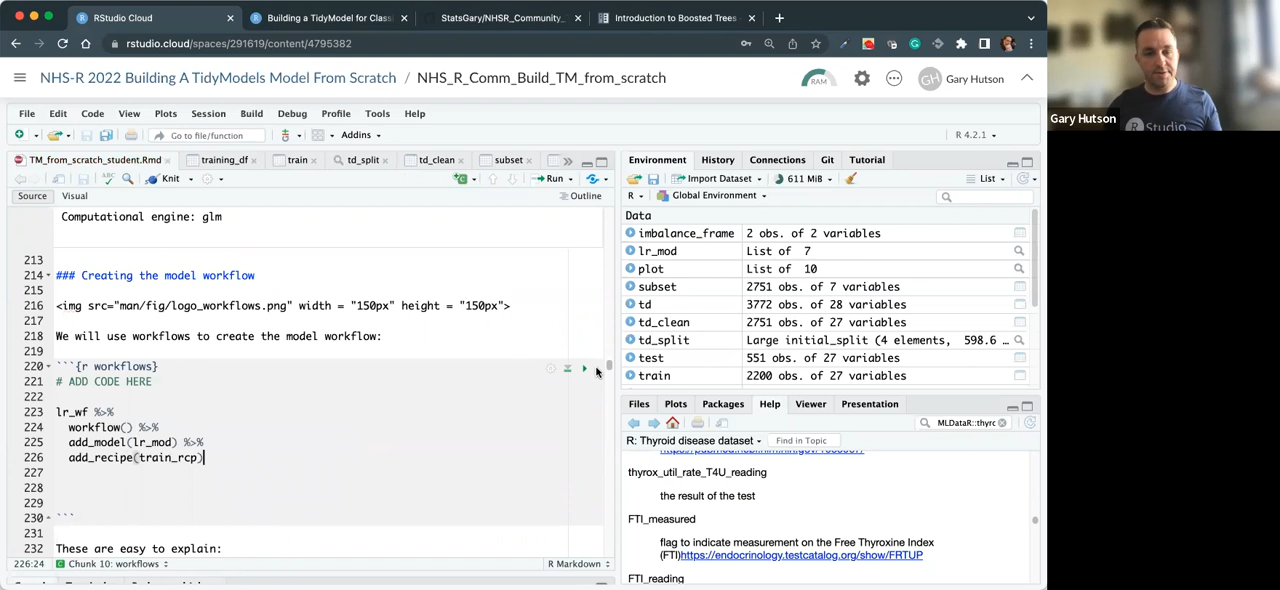 RStudio Cloud
Building a TidyModel for Class
StatsGary/NHSR_Community_
Introduction to Boosted Trees -
rstudio.cloud/spaces/291619/content/4795382
NHS-R 2022 Building A TidyModels Model From Scratch / NHS_R_Comm_Build_TM_from_scratch
RAM
GH Gary Hutson
File Edit Code View Plots Session Build Debug Profile Tools Help
Go to file/function Addins R 4.2.1
TM_from_scratch_student.Rmd training_df train td_split td_clean subset
Knit Run
Source Visual Outline
Computational engine: glm
213
214 ### Creating the model workflow
215
216 <img src="man/fig/logo_workflows.png" width = "150px" height = "150px">
217
218 We will use workflows to create the model workflow:
219
220 ```{r workflows}
221 # ADD CODE HERE
222
223 lr_wf %>%
224 workflow() %>%
225 add_model(lr_mod) %>%
226 add_recipe(train_rcp)
227
228
229
230 ```
231
232 These are easy to explain:
226:24 Chunk 10: workflows R Markdown
Environment History Connections Git Tutorial
Import Dataset 611 MiB List
R Global Environment
Data
imbalance_frame 2 obs. of 2 variables
lr_mod List of 7
plot List of 10
subset 2751 obs. of 7 variables
td 3772 obs. of 28 variables
td_clean 2751 obs. of 27 variables
td_split Large initial_split (4 elements, 598.6 …
test 551 obs. of 27 variables
train 2200 obs. of 27 variables
Files Plots Packages Help Viewer Presentation
MLDataR::thyrc
R: Thyroid disease dataset Find in Topic
thyrox_util_rate_T4U_reading
the result of the test
FTI_measured
flag to indicate measurement on the Free Thyroxine Index
(FTI)https://endocrinology.testcatalog.org/show/FRTUP
FTI_reading
Gary Hutson
R Studio